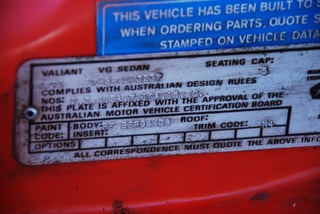 THIS VEHICLE HAS BEEN BUILT TO
WHEN ORDERING PARTS, QUOTE
STAMPED ON VEHICLE DATA
VALIANT VG SEDAN SEATING CAP:
COMPLIES WITH AUSTRALIAN DESIGN RULES
NOS:
THIS PLATE IS AFFIXED WITH THE APPROVAL OF THE
AUSTRALIAN MOTOR VEHICLE CERTIFICATION BOARD
PAINT BODY: ROOF:
CODE: INSERT: TRIM CODE:
OPTIONS
ALL CORRESPONDENCE MUST QUOTE THE ABOVE